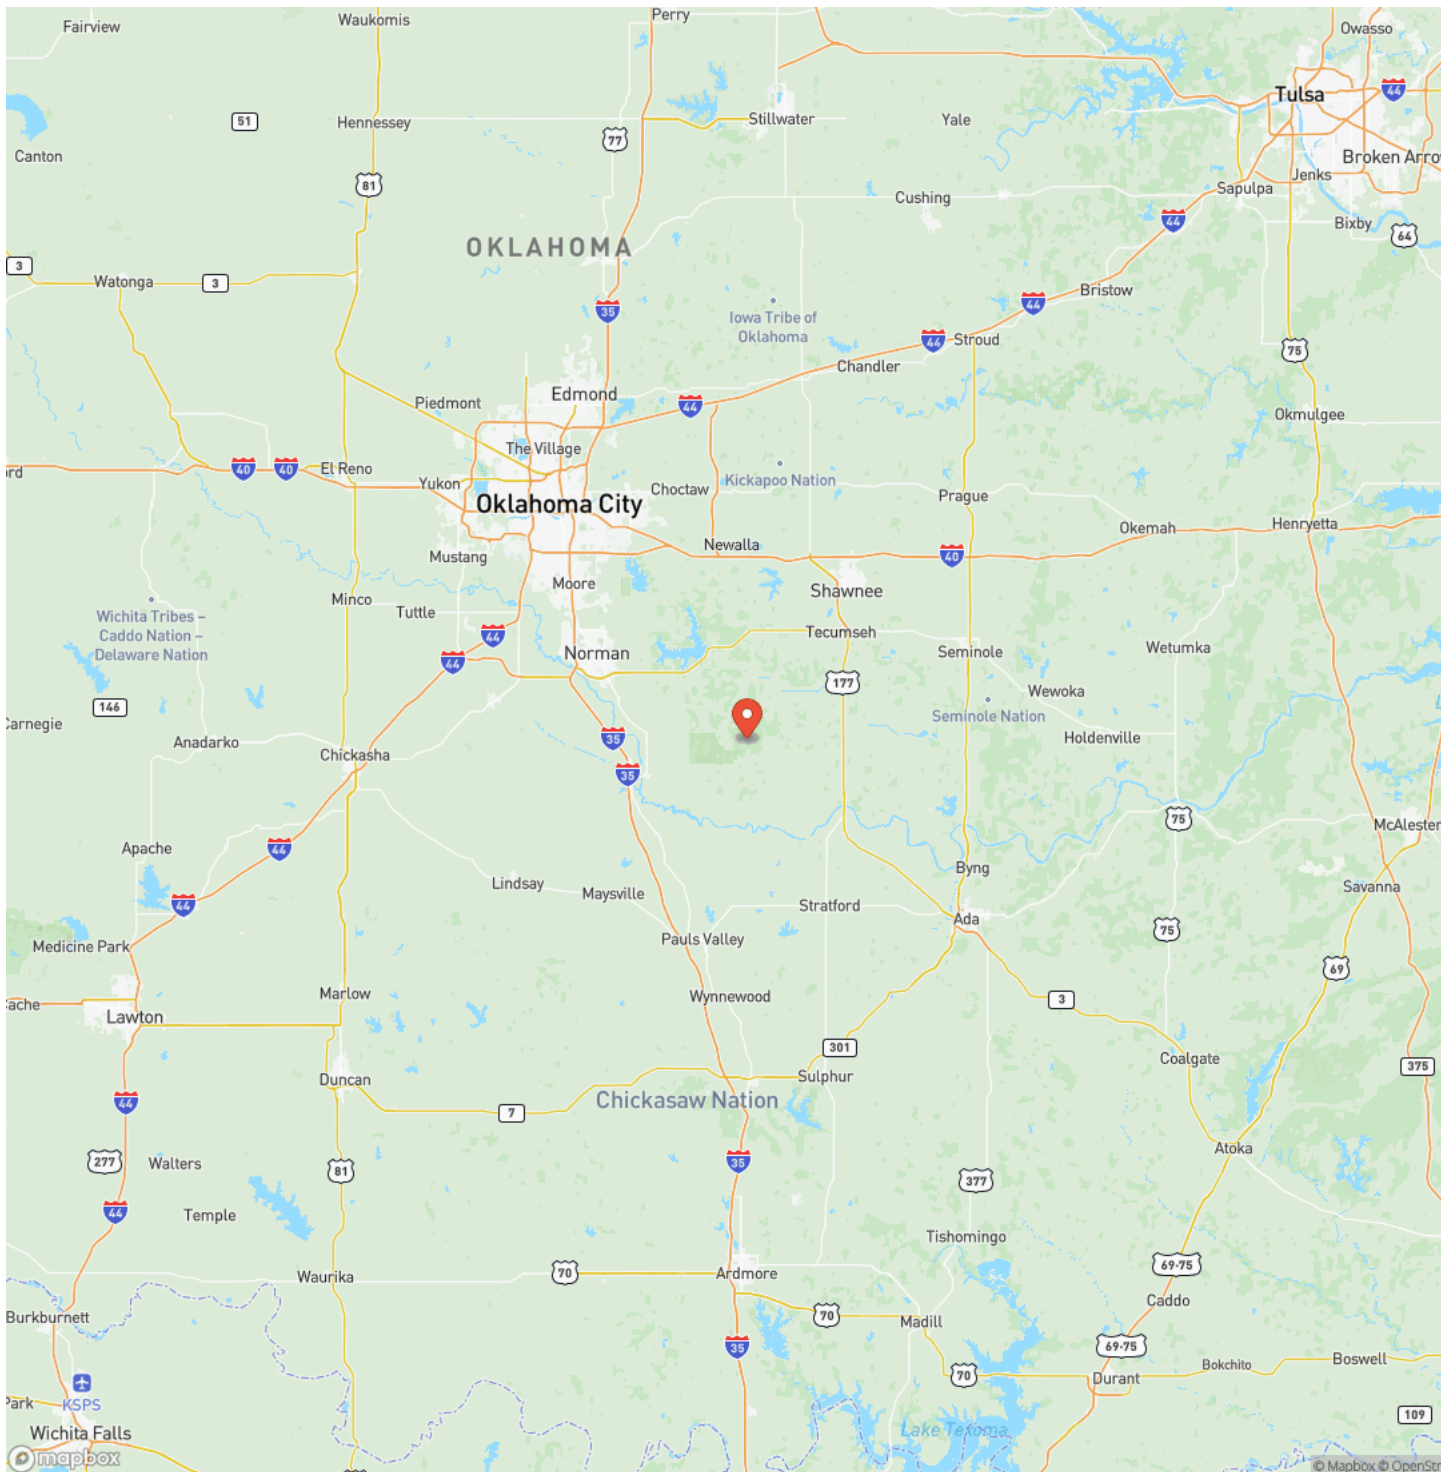 Fairview
Waukomis
Perry
Owasso
Tulsa
44
51
Hennessey
77
Stillwater
Yale
Canton
Broken Arro
81
Jenks
Sapulpa
Cushing
44
Bixby
64
OKLAHOMA
3
Watonga
3
Bristow
44
35
Iowa Tribe of
Oklahoma
44
Stroud
75
Chandler
Edmond
Piedmont
44
Okmulgee
The Village
40
40
El Reno
ord
Yukon
Kickapoo Nation
Choctaw
Prague
Oklahoma City
Okemah
Henryetta
Newalla
Mustang
40
Moore
Shawnee
Minco
Tuttle
Wichita Tribes –
Caddo Nation –
Delaware Nation
44
Tecumseh
Norman
Seminole
Wetumka
44
177
Wewoka
146
Seminole Nation
Carnegie
Anadarko
35
Holdenville
Chickasha
35
75
McAlester
Apache
44
Byng
Lindsay
Maysville
Savanna
44
Stratford
Ada
75
Medicine Park
Pauls Valley
69
Marlow
Wynnewood
3
Cache
Lawton
301
Coalgate
375
Duncan
Sulphur
44
Chickasaw Nation
7
Atoka
277
Walters
81
35
377
44
Temple
Tishomingo
69-75
Waurika
70
Ardmore
Caddo
Burkburnett
70
Madill
35
69-75
Boswell
Bokchito
70
Durant
Park
KSPS
109
Wichita Falls
Lake Texoma
mapbox
© Mapbox © OpenStr